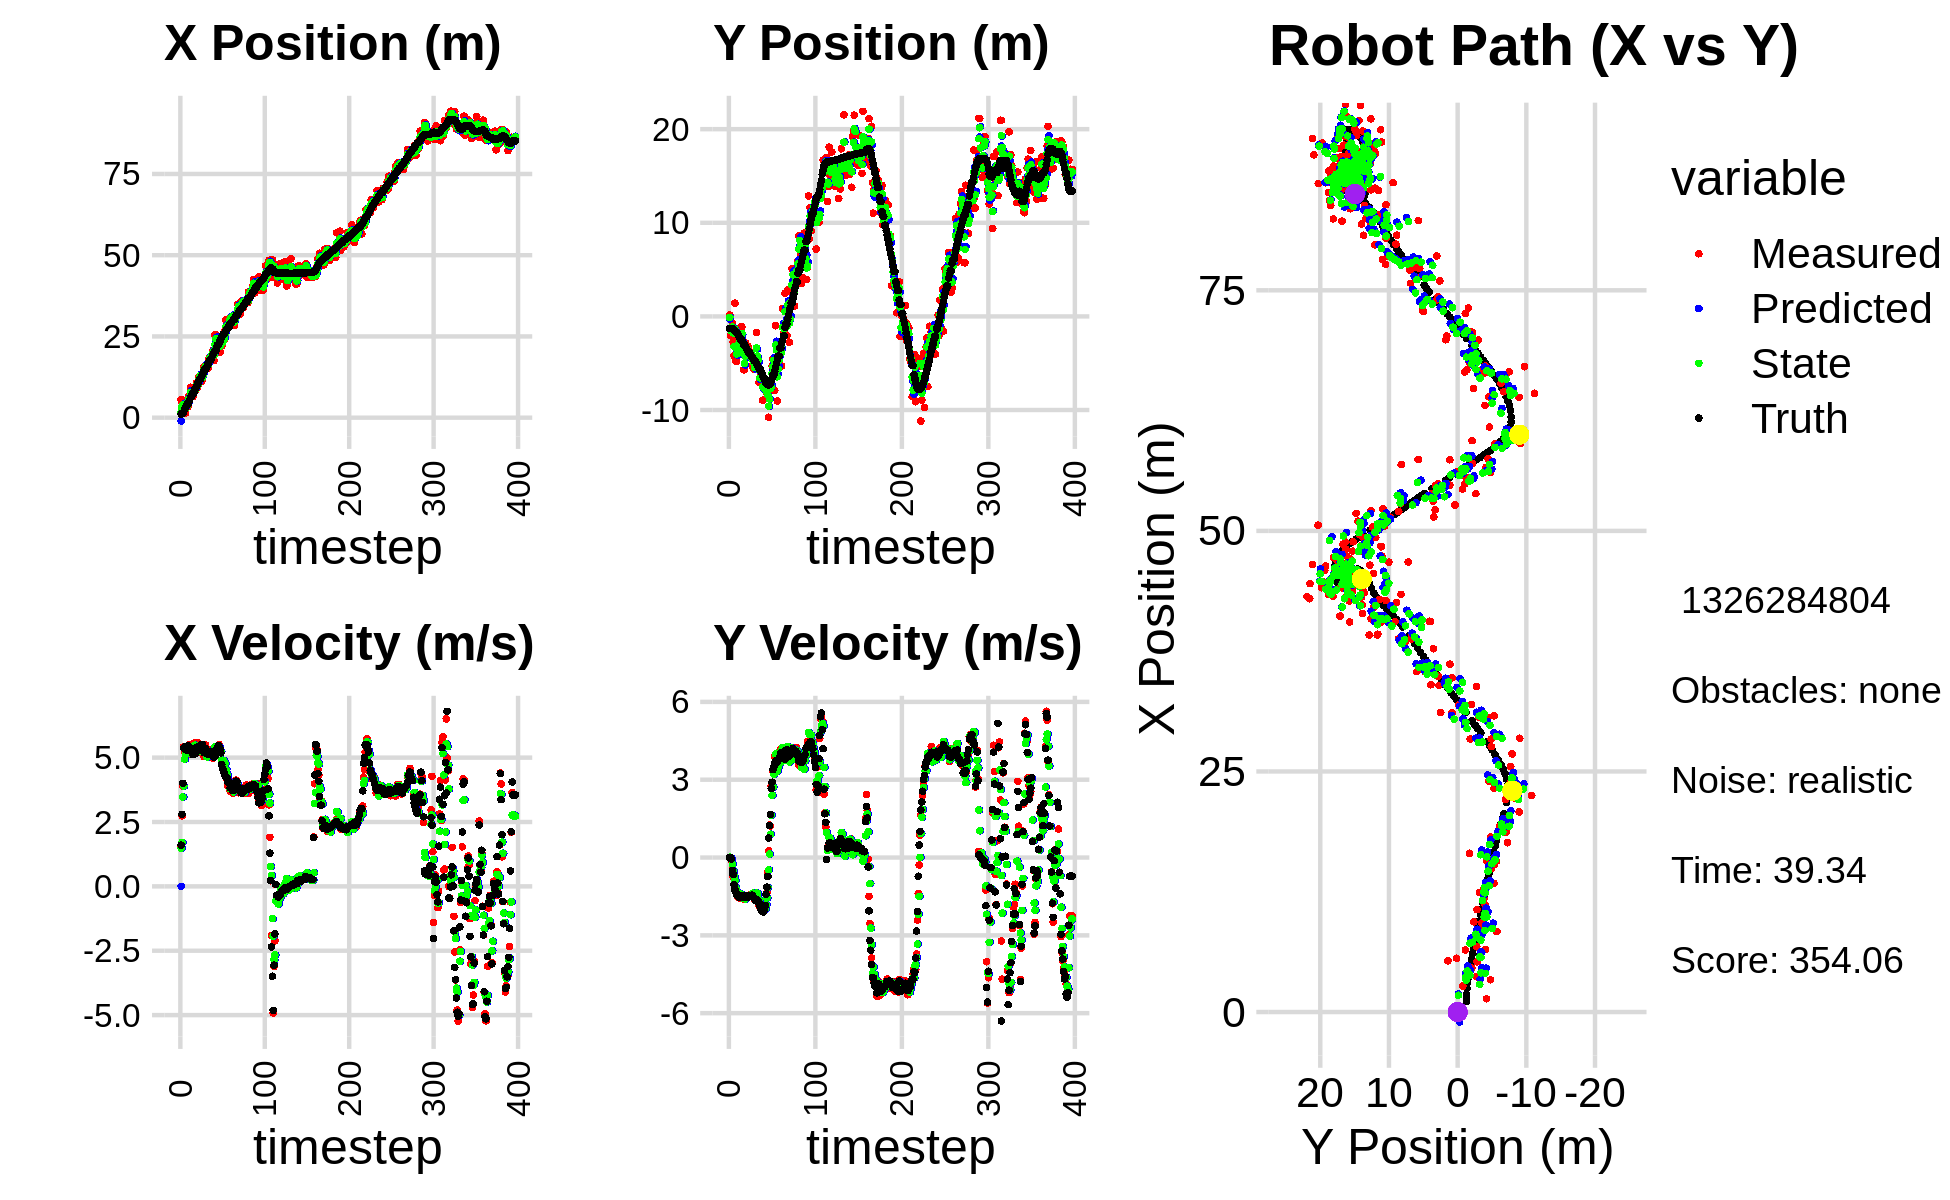 X Position (m)
75
50
25
0
0
100
200
300
400
timestep
Y Position (m)
20
10
0
-10
0
100
200
300
400
timestep
X Velocity (m/s)
5.0
2.5
0.0
-2.5
-5.0
0
100
200
300
400
timestep
Y Velocity (m/s)
6
3
0
-3
-6
0
100
200
300
400
timestep
Robot Path (X vs Y)
X Position (m)
75
50
25
0
20 10 0 -10 -20
Y Position (m)
variable
Measured
Predicted
State
Truth
1326284804
Obstacles: none
Noise: realistic
Time: 39.34
Score: 354.06